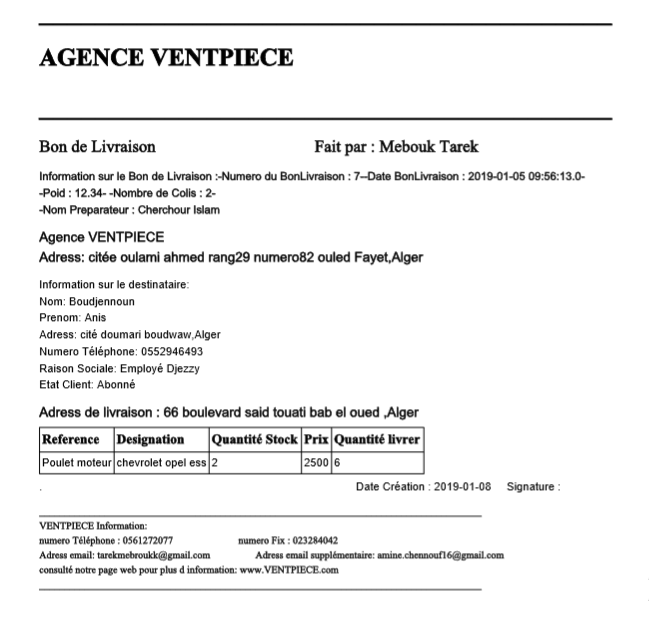 AGENCE VENTPIECE
Bon de Livraison Fait par : Mebouk Tarek
Information sur le Bon de Livraison :-Numero du BonLivraison : 7--Date BonLivraison : 2019-01-05 09:56:13.0-
-Poid : 12.34- -Nombre de Colis : 2-
-Nom Preparateur : Cherchour Islam
Agence VENTPIECE
Adress: citée oulami ahmed rang29 numero82 ouled Fayet,Alger
Information sur le destinataire:
Nom: Boudjennoun
Prenom: Anis
Adress: cité doumari boudwaw,Alger
Numero Téléphone: 0552946493
Raison Sociale: Employé Djezzy
Etat Client: Abonné
Adress de livraison : 66 boulevard said touati bab el oued ,Alger
Reference Designation Quantité Stock Prix Quantité livrer
Poulet moteur chevrolet opel ess 2 2500 6
. Date Création : 2019-01-08 Signature :
VENTPIECE Information:
numero Téléphone : 0561272077 numero Fix : 023284042
Adress email: tarekmebroukk@gmail.com Adress email supplémentaire: amine.chennouf16@gmail.com
consulté notre page web pour plus d information: www.VENTPIECE.com